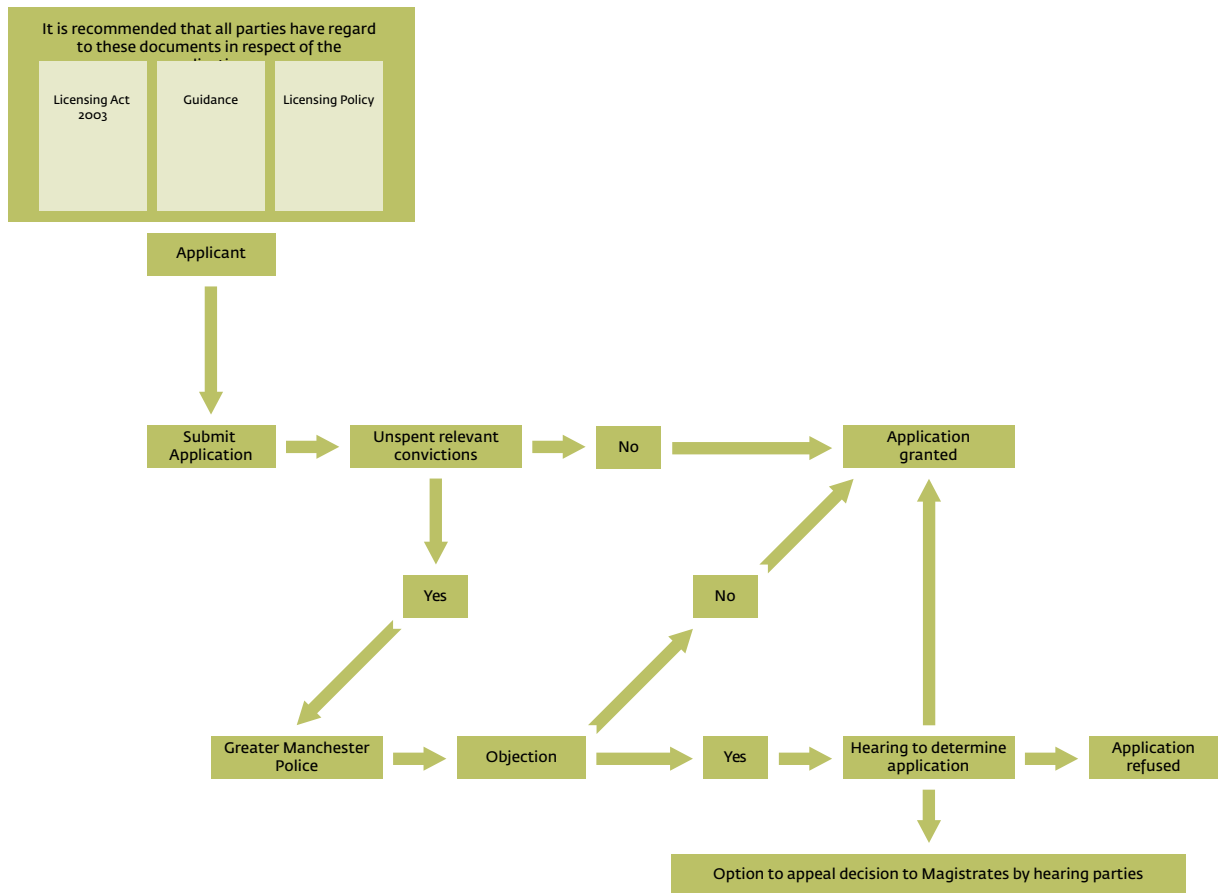 It is recommended that all parties have regard
to these documents in respect of the
Licensing Act
2003
Guidance
Licensing Policy
Applicant
Submit
Application
Unspent relevant
convictions
No
Application
granted
Yes
No
Greater Manchester
Police
Objection
Yes
Hearing to determine
application
Application
refused
Option to appeal decision to Magistrates by hearing parties